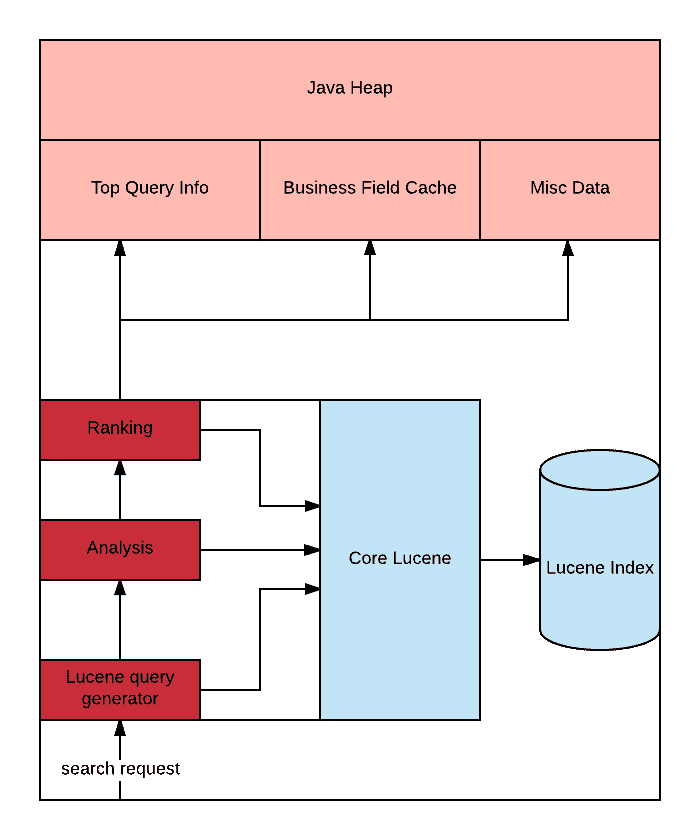 Java Heap
Top Query Info
Business Field Cache
Misc Data
Ranking
Analysis
Core Lucene
Lucene Index
Lucene query
generator
search request